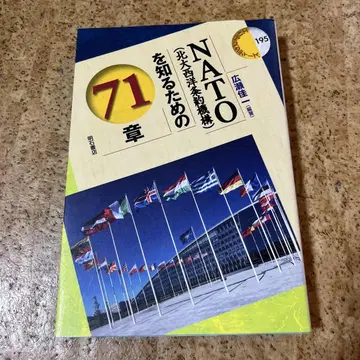 NATO
(北大西洋条約機構)
を知るための
71
章
広瀬佳一
(編著)
195
明石書店